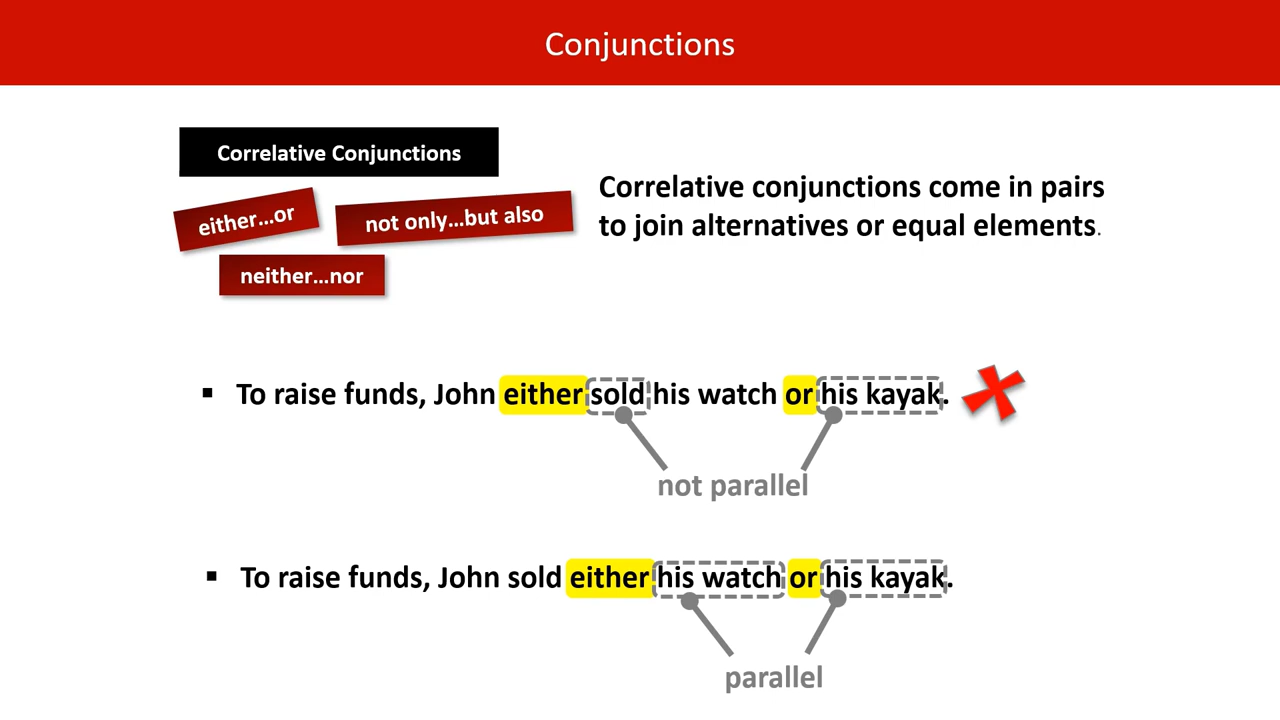 Conjunctions
Correlative Conjunctions
either...or
not only...but also
neither...nor
Correlative conjunctions come in pairs
to join alternatives or equal elements.
▪ To raise funds, John either sold his watch or his kayak.
not parallel
▪ To raise funds, John sold either his watch or his kayak.
parallel